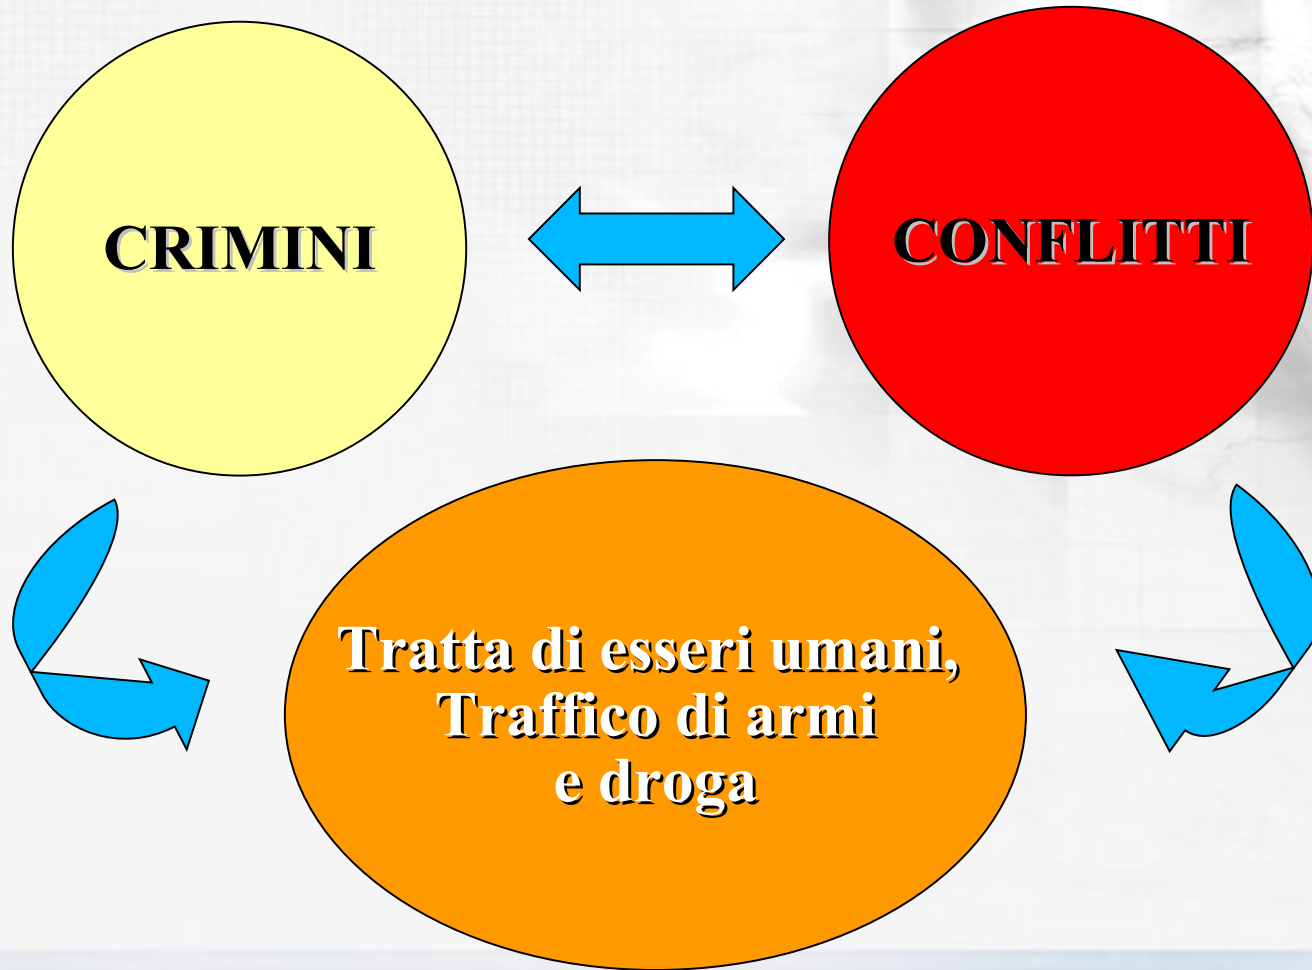 CRIMINI
CONFLITTI
Tratta di esseri umani,
Traffico di armi
e droga